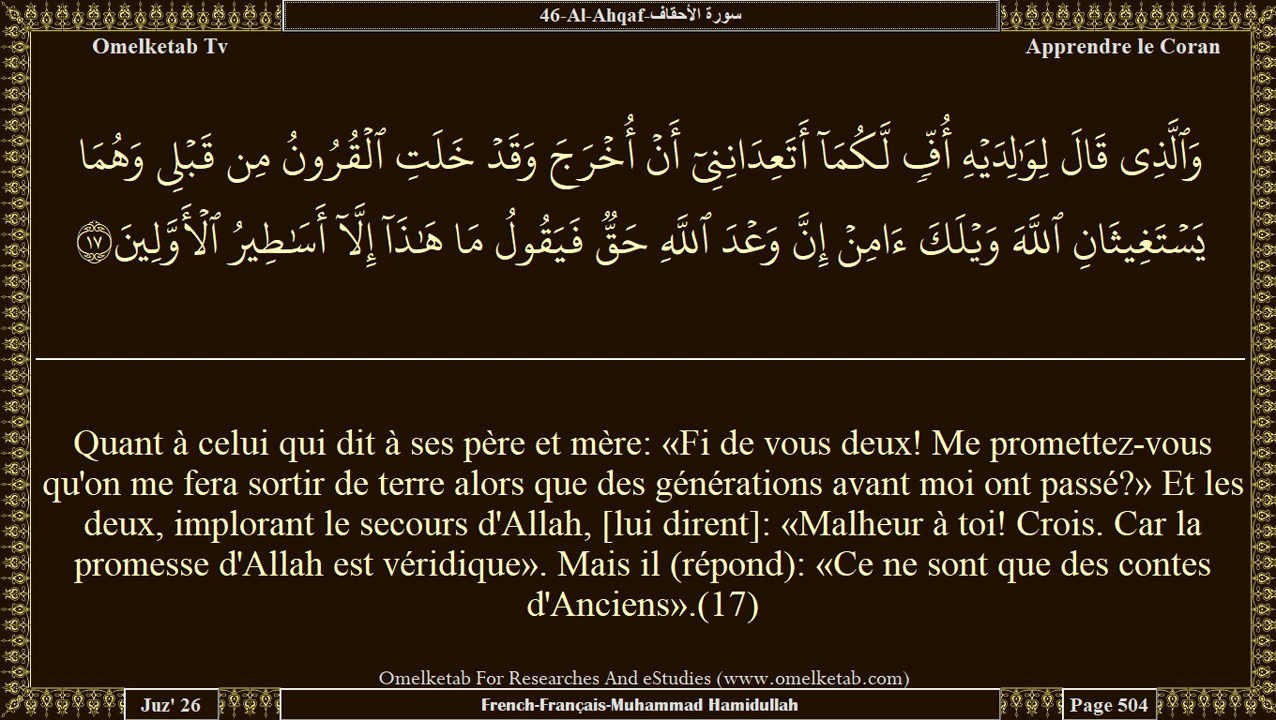 46-Al-Ahqaf-سورة الأحقاف
Omelketab Tv
Apprendre le Coran
وَٱلَّذِى قَالَ لِوَٰلِدَيْهِ أُفٍّ لَّكُمَآ أَتَعِدَانِنِىٓ أَنْ أُخْرَجَ وَقَدْ خَلَتِ ٱلْقُرُونُ مِن قَبْلِى وَهُمَا
يَسْتَغِيثَانِ ٱللَّهَ وَيْلَكَ ءَامِنْ إِنَّ وَعْدَ ٱللَّهِ حَقٌّ فَيَقُولُ مَا هَٰذَآ إِلَّآ أَسَٰطِيرُ ٱلْأَوَّلِينَ ١٧
Quant à celui qui dit à ses père et mère: «Fi de vous deux! Me promettez-vous
qu'on me fera sortir de terre alors que des générations avant moi ont passé?» Et les
deux, implorant le secours d'Allah, [lui dirent]: «Malheur à toi! Crois. Car la
promesse d'Allah est véridique». Mais il (répond): «Ce ne sont que des contes
d'Anciens».(17)
Omelketab For Researches And eStudies (www.omelketab.com)
Juz' 26
French-Français-Muhammad Hamidullah
Page 504